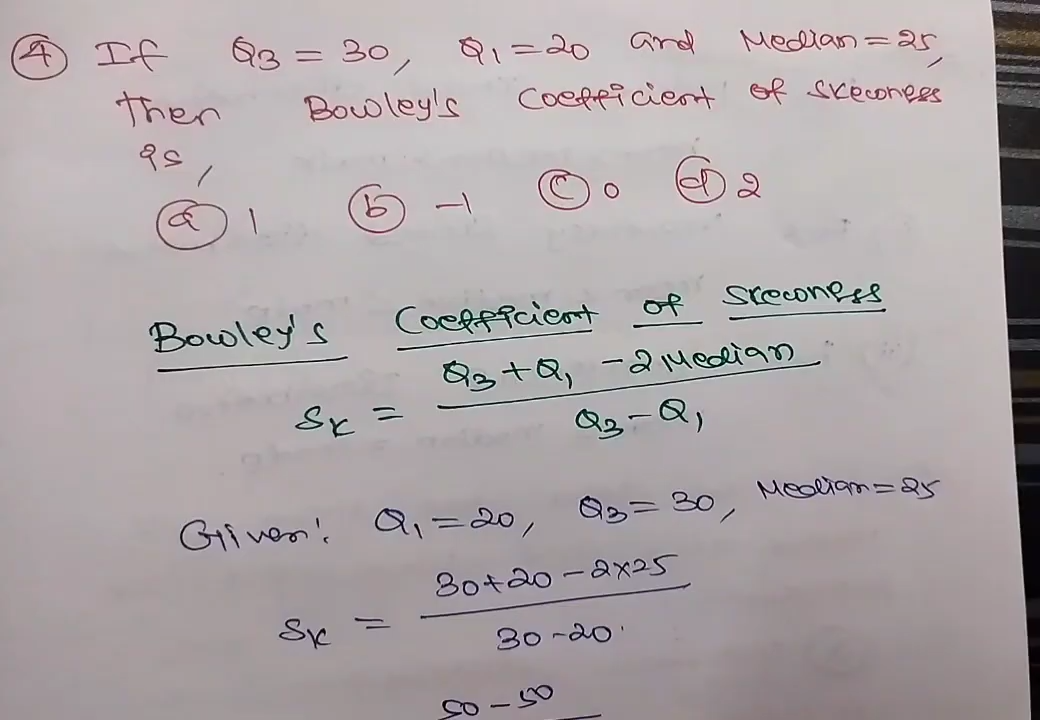 ④ If Q3 = 30, Q1 = 20 and Median = 25,
Then Bowley's Coefficient of skewness
is,
ⓐ 1 ⓑ -1 ⓒ 0 ⓓ 2
Bowley's Coefficient of skewness
Sk = Q3 + Q1 - 2 Median
Q3 - Q1
Given: Q1 = 20, Q3 = 30, Median = 25
Sk = 30+20-2×25
30-20
50-50